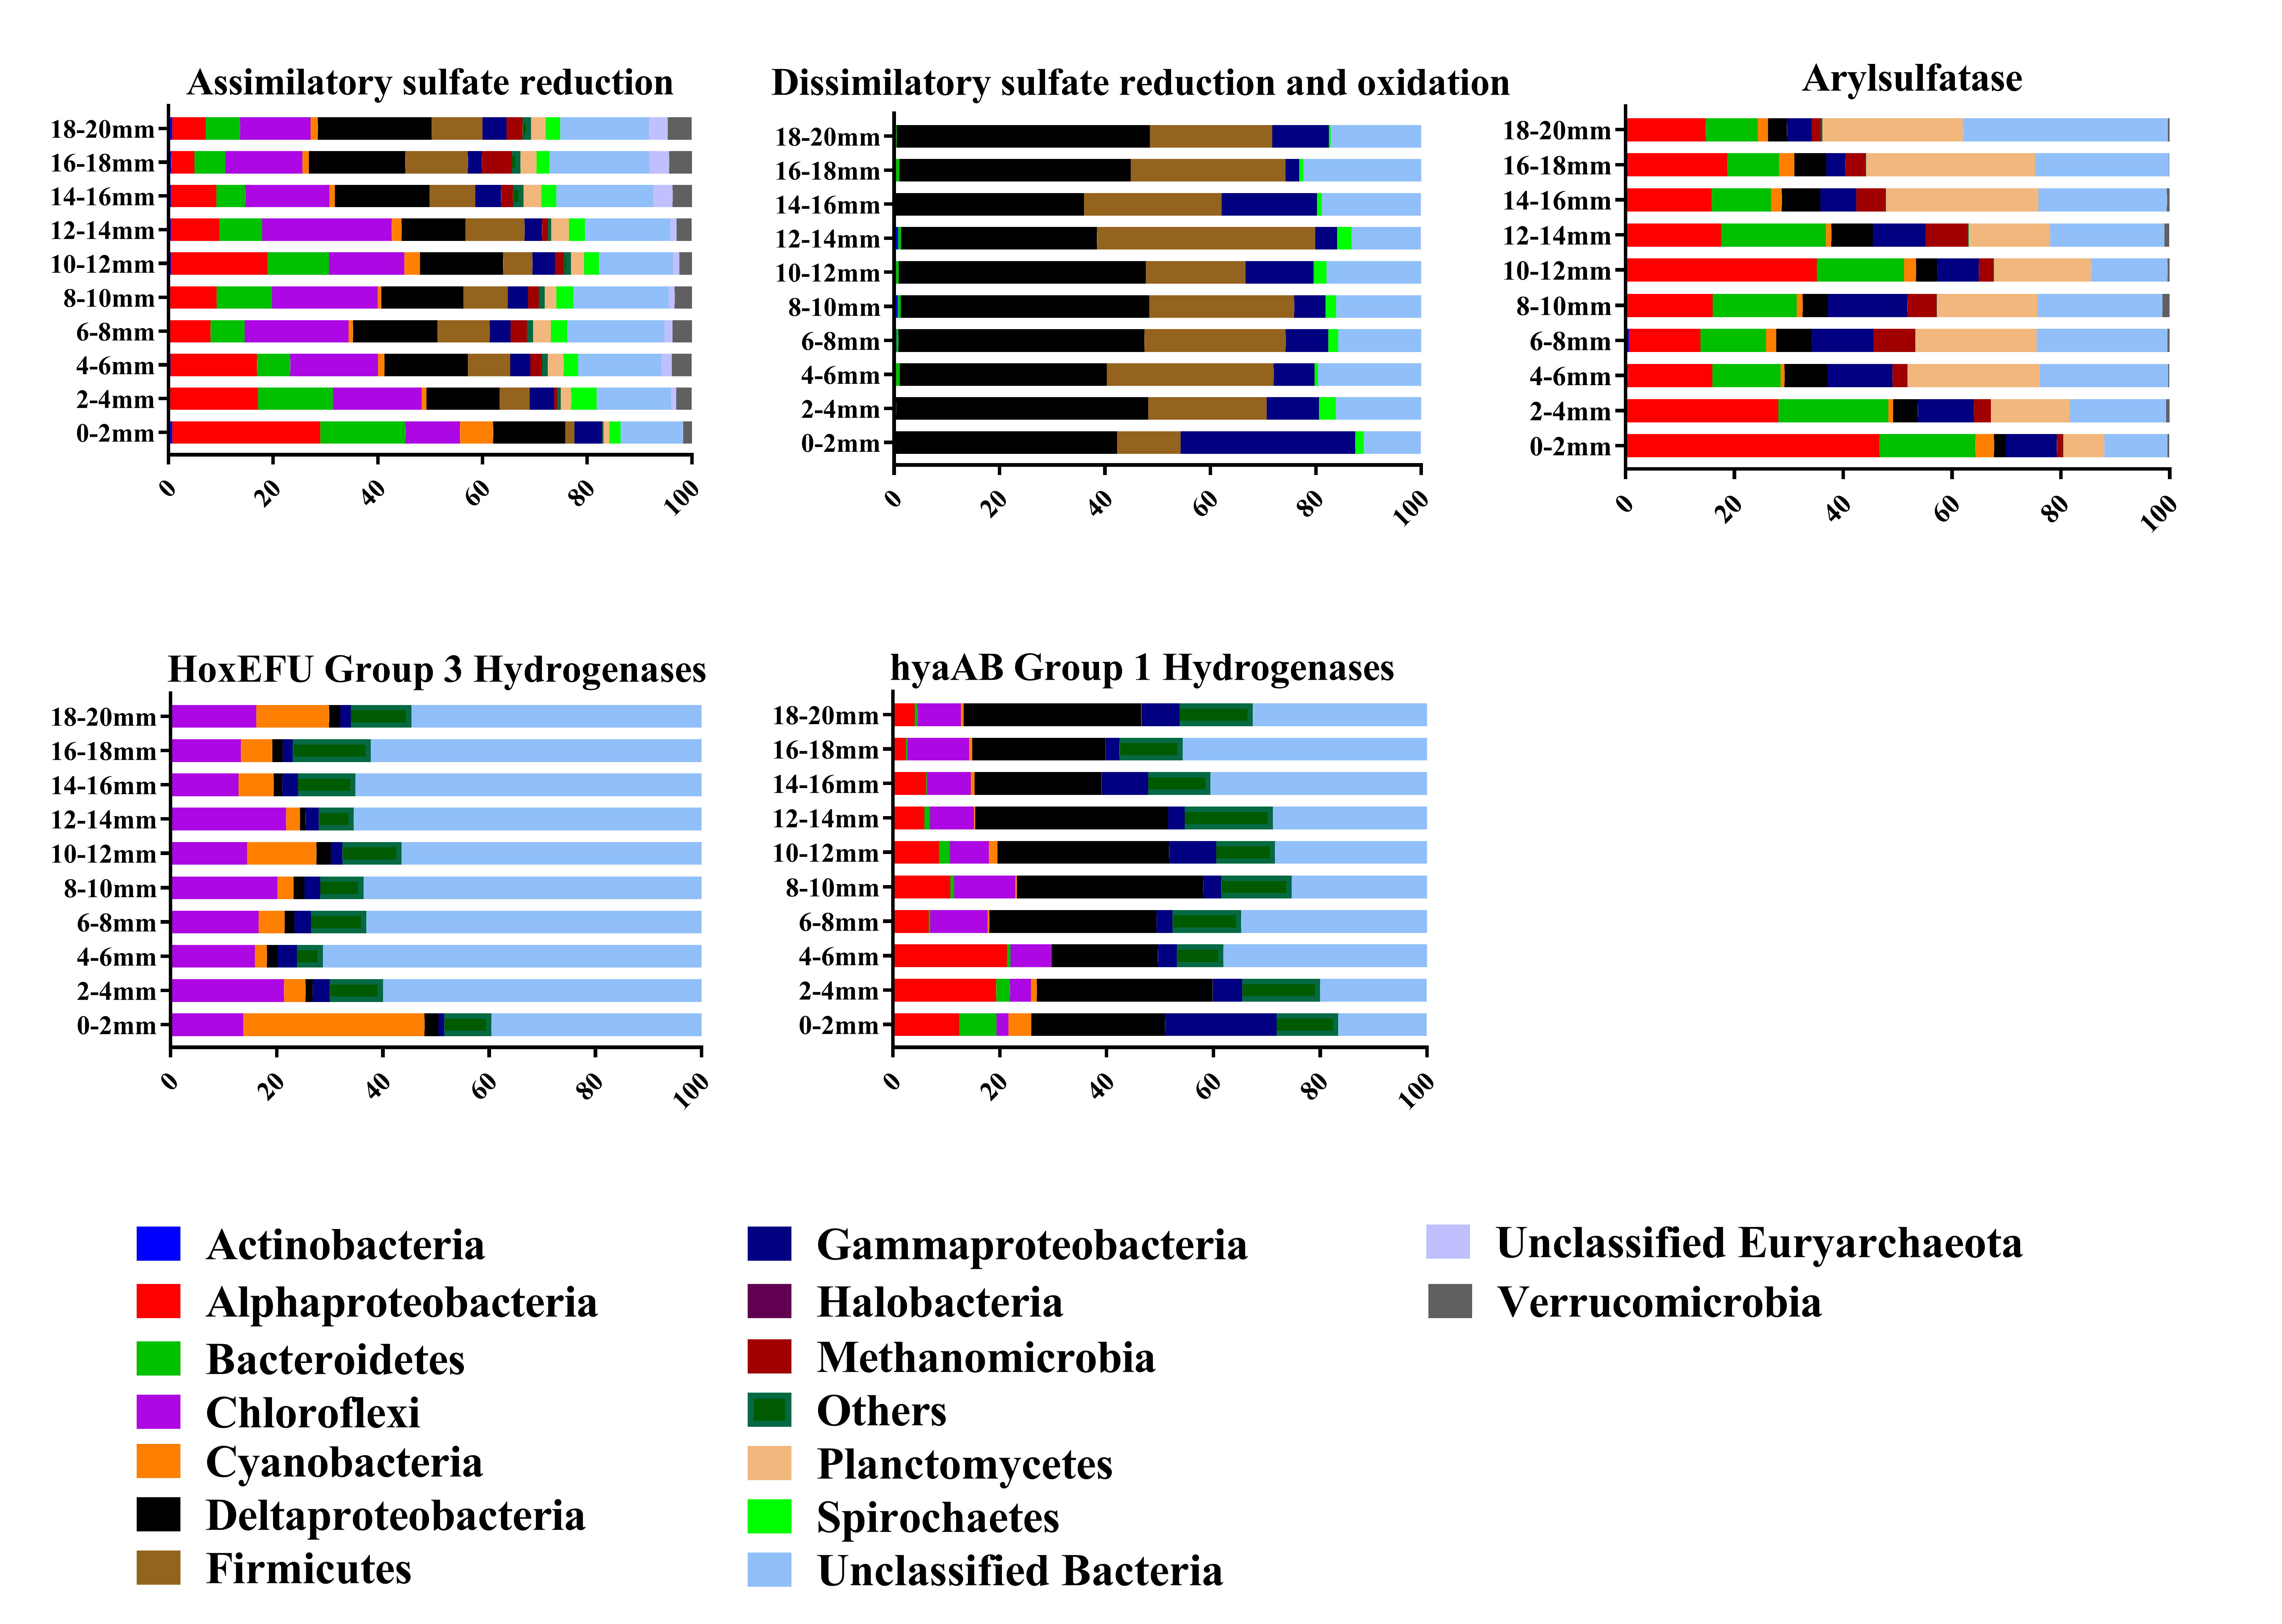 Assimilatory sulfate reduction
18-20mm
16-18mm
14-16mm
12-14mm
10-12mm
8-10mm
6-8mm
4-6mm
2-4mm
0-2mm
0 20 40 60 80 100
Dissimilatory sulfate reduction and oxidation
18-20mm
16-18mm
14-16mm
12-14mm
10-12mm
8-10mm
6-8mm
4-6mm
2-4mm
0-2mm
0 20 40 60 80 100
Arylsulfatase
18-20mm
16-18mm
14-16mm
12-14mm
10-12mm
8-10mm
6-8mm
4-6mm
2-4mm
0-2mm
0 20 40 60 80 100
HoxEFU Group 3 Hydrogenases
18-20mm
16-18mm
14-16mm
12-14mm
10-12mm
8-10mm
6-8mm
4-6mm
2-4mm
0-2mm
0 20 40 60 80 100
hyaAB Group 1 Hydrogenases
18-20mm
16-18mm
14-16mm
12-14mm
10-12mm
8-10mm
6-8mm
4-6mm
2-4mm
0-2mm
0 20 40 60 80 100
Actinobacteria
Alphaproteobacteria
Bacteroidetes
Chloroflexi
Cyanobacteria
Deltaproteobacteria
Firmicutes
Gammaproteobacteria
Halobacteria
Methanomicrobia
Others
Planctomycetes
Spirochaetes
Unclassified Bacteria
Unclassified Euryarchaeota
Verrucomicrobia